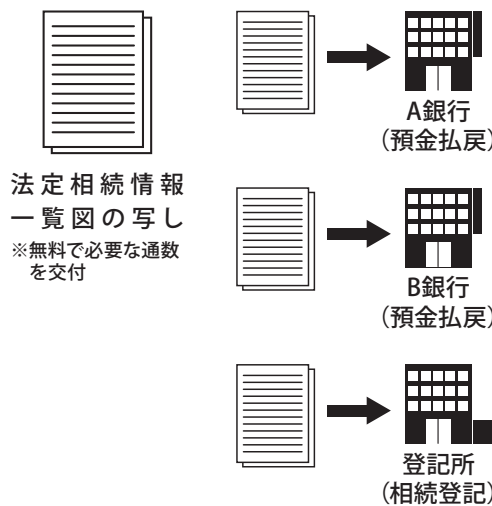 法定相続情報
一覧図の写し
※無料で必要な通数
を交付
A銀行
（預金払戻）
B銀行
（預金払戻）
登記所
（相続登記）